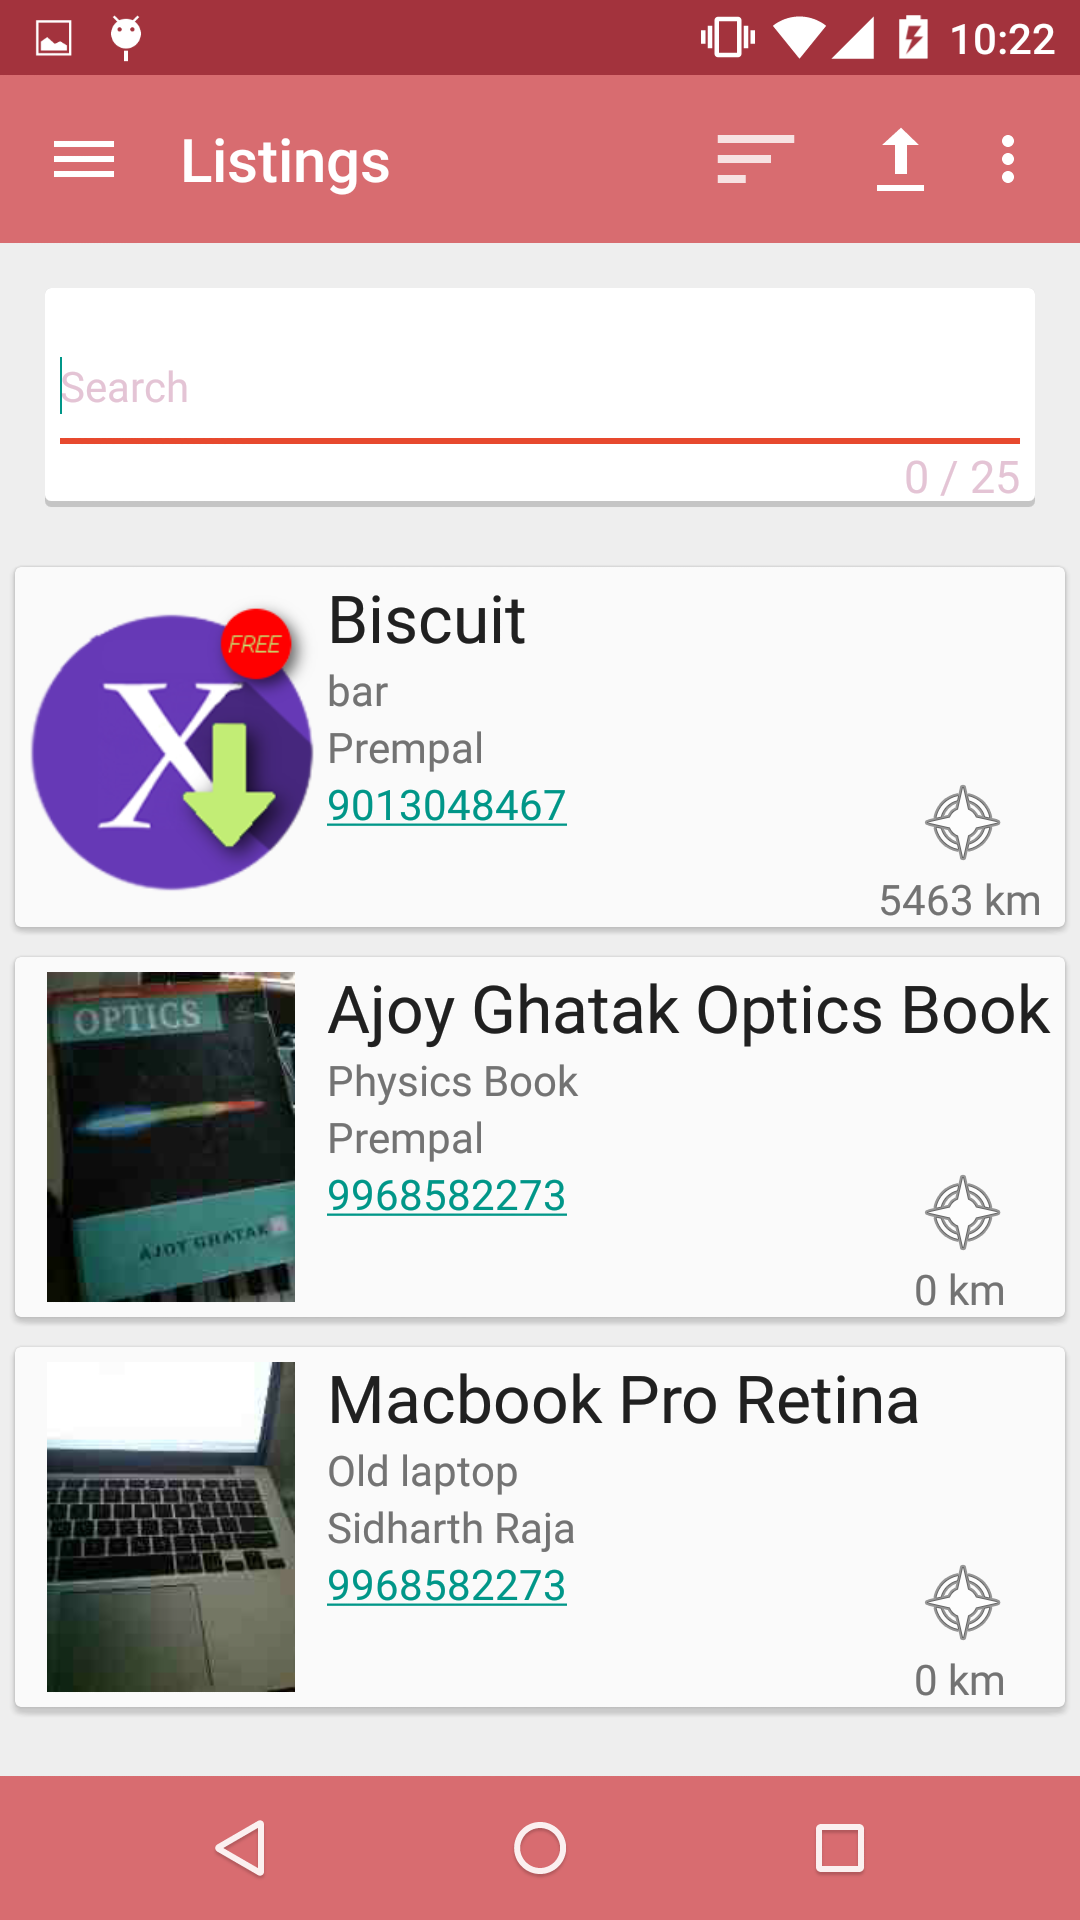 10:22
Listings
Search
0 / 25
X
FREE
Biscuit
bar
Prempal
9013048467
5463 km
OPTICS
AJOY GHATAK
Ajoy Ghatak Optics Book
Physics Book
Prempal
9968582273
0 km
Macbook Pro Retina
Old laptop
Sidharth Raja
9968582273
0 km